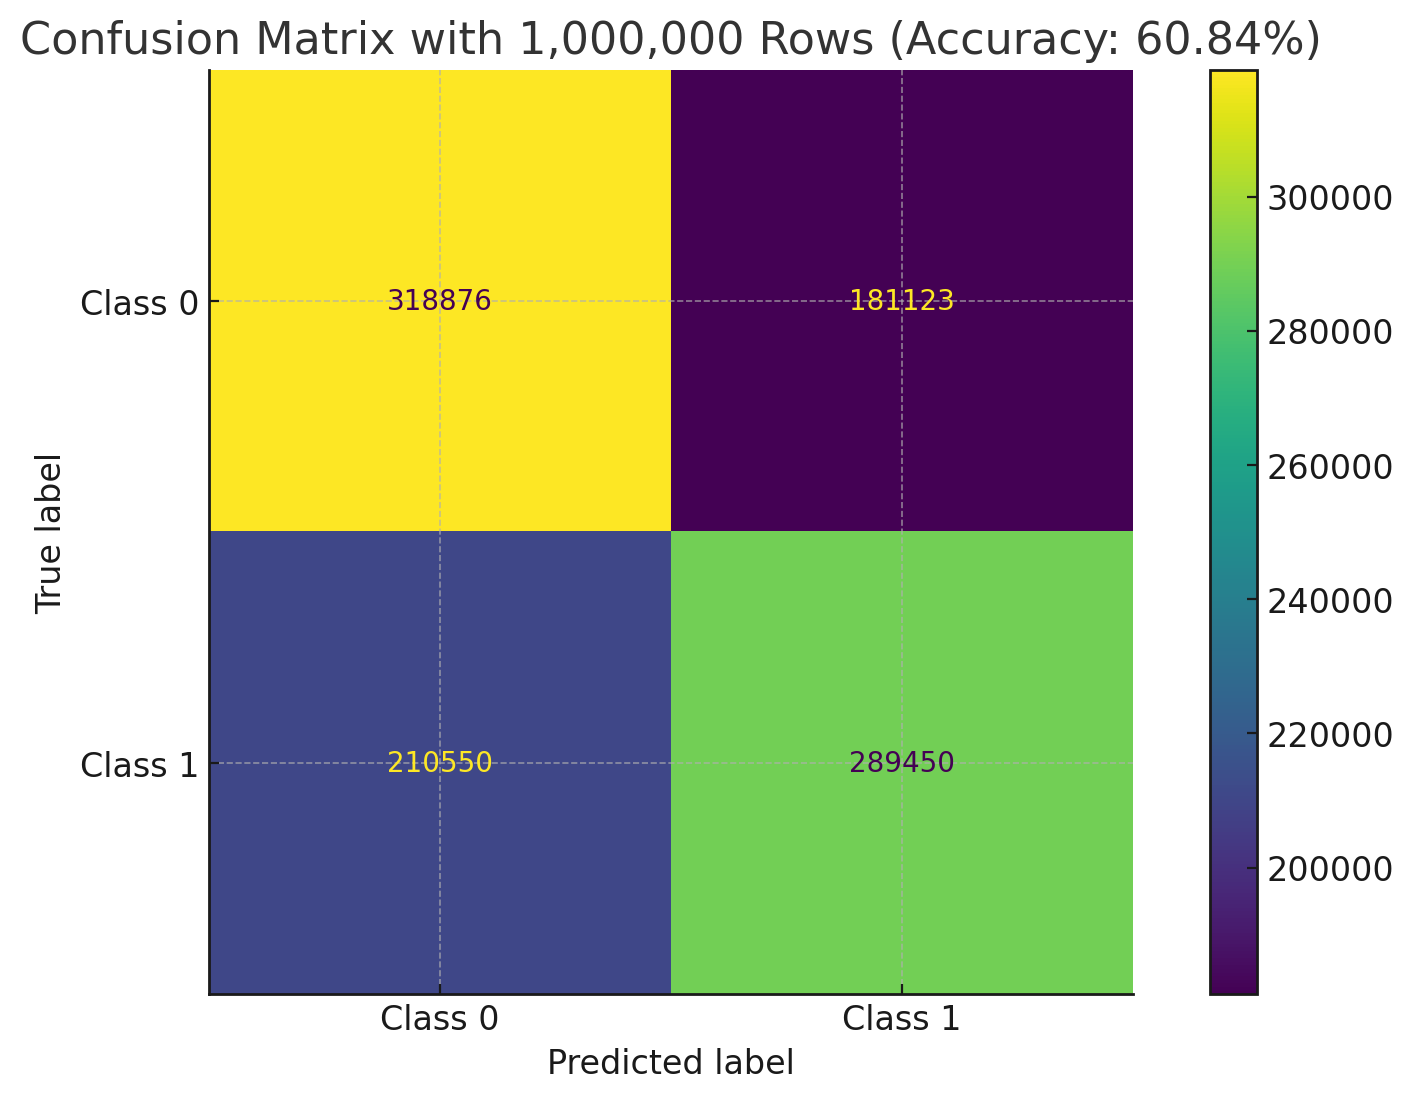 Confusion Matrix with 1,000,000 Rows (Accuracy: 60.84%)
Class 0
318876
181123
Class 1
210550
289450
True label
Class 0
Class 1
Predicted label
300000
280000
260000
240000
220000
200000